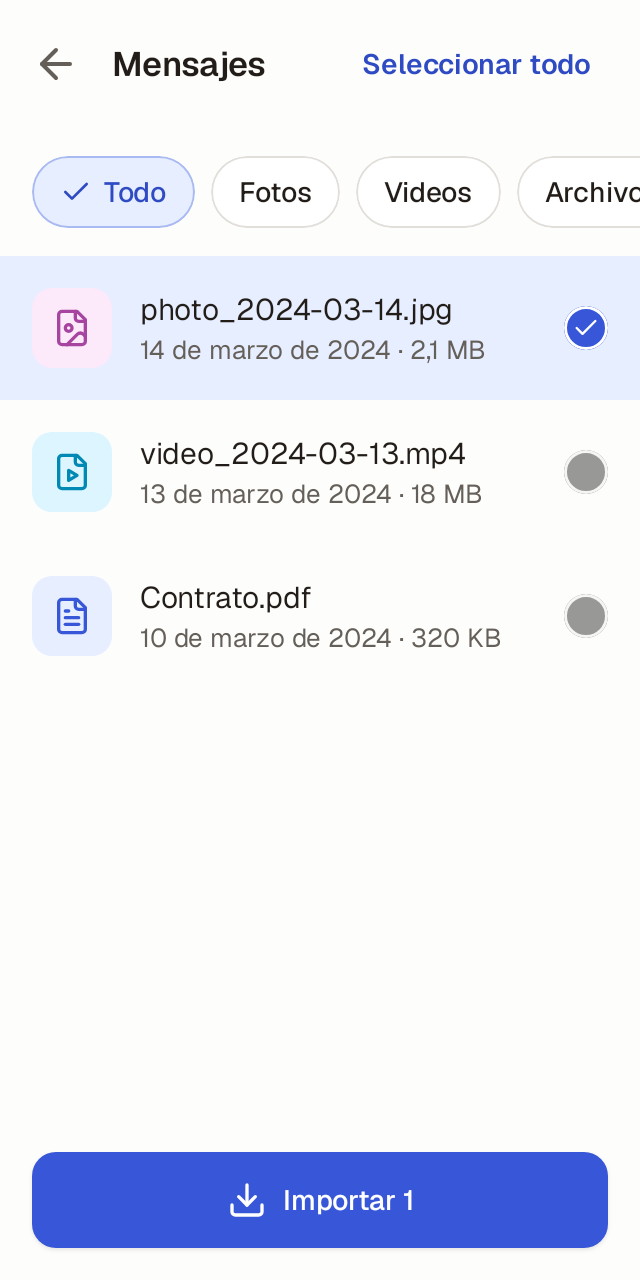 Mensajes
Seleccionar todo
Todo
Fotos
Videos
Archivo
photo_2024-03-14.jpg
14 de marzo de 2024 · 2,1 MB
video_2024-03-13.mp4
13 de marzo de 2024 · 18 MB
Contrato.pdf
10 de marzo de 2024 · 320 KB
Importar 1